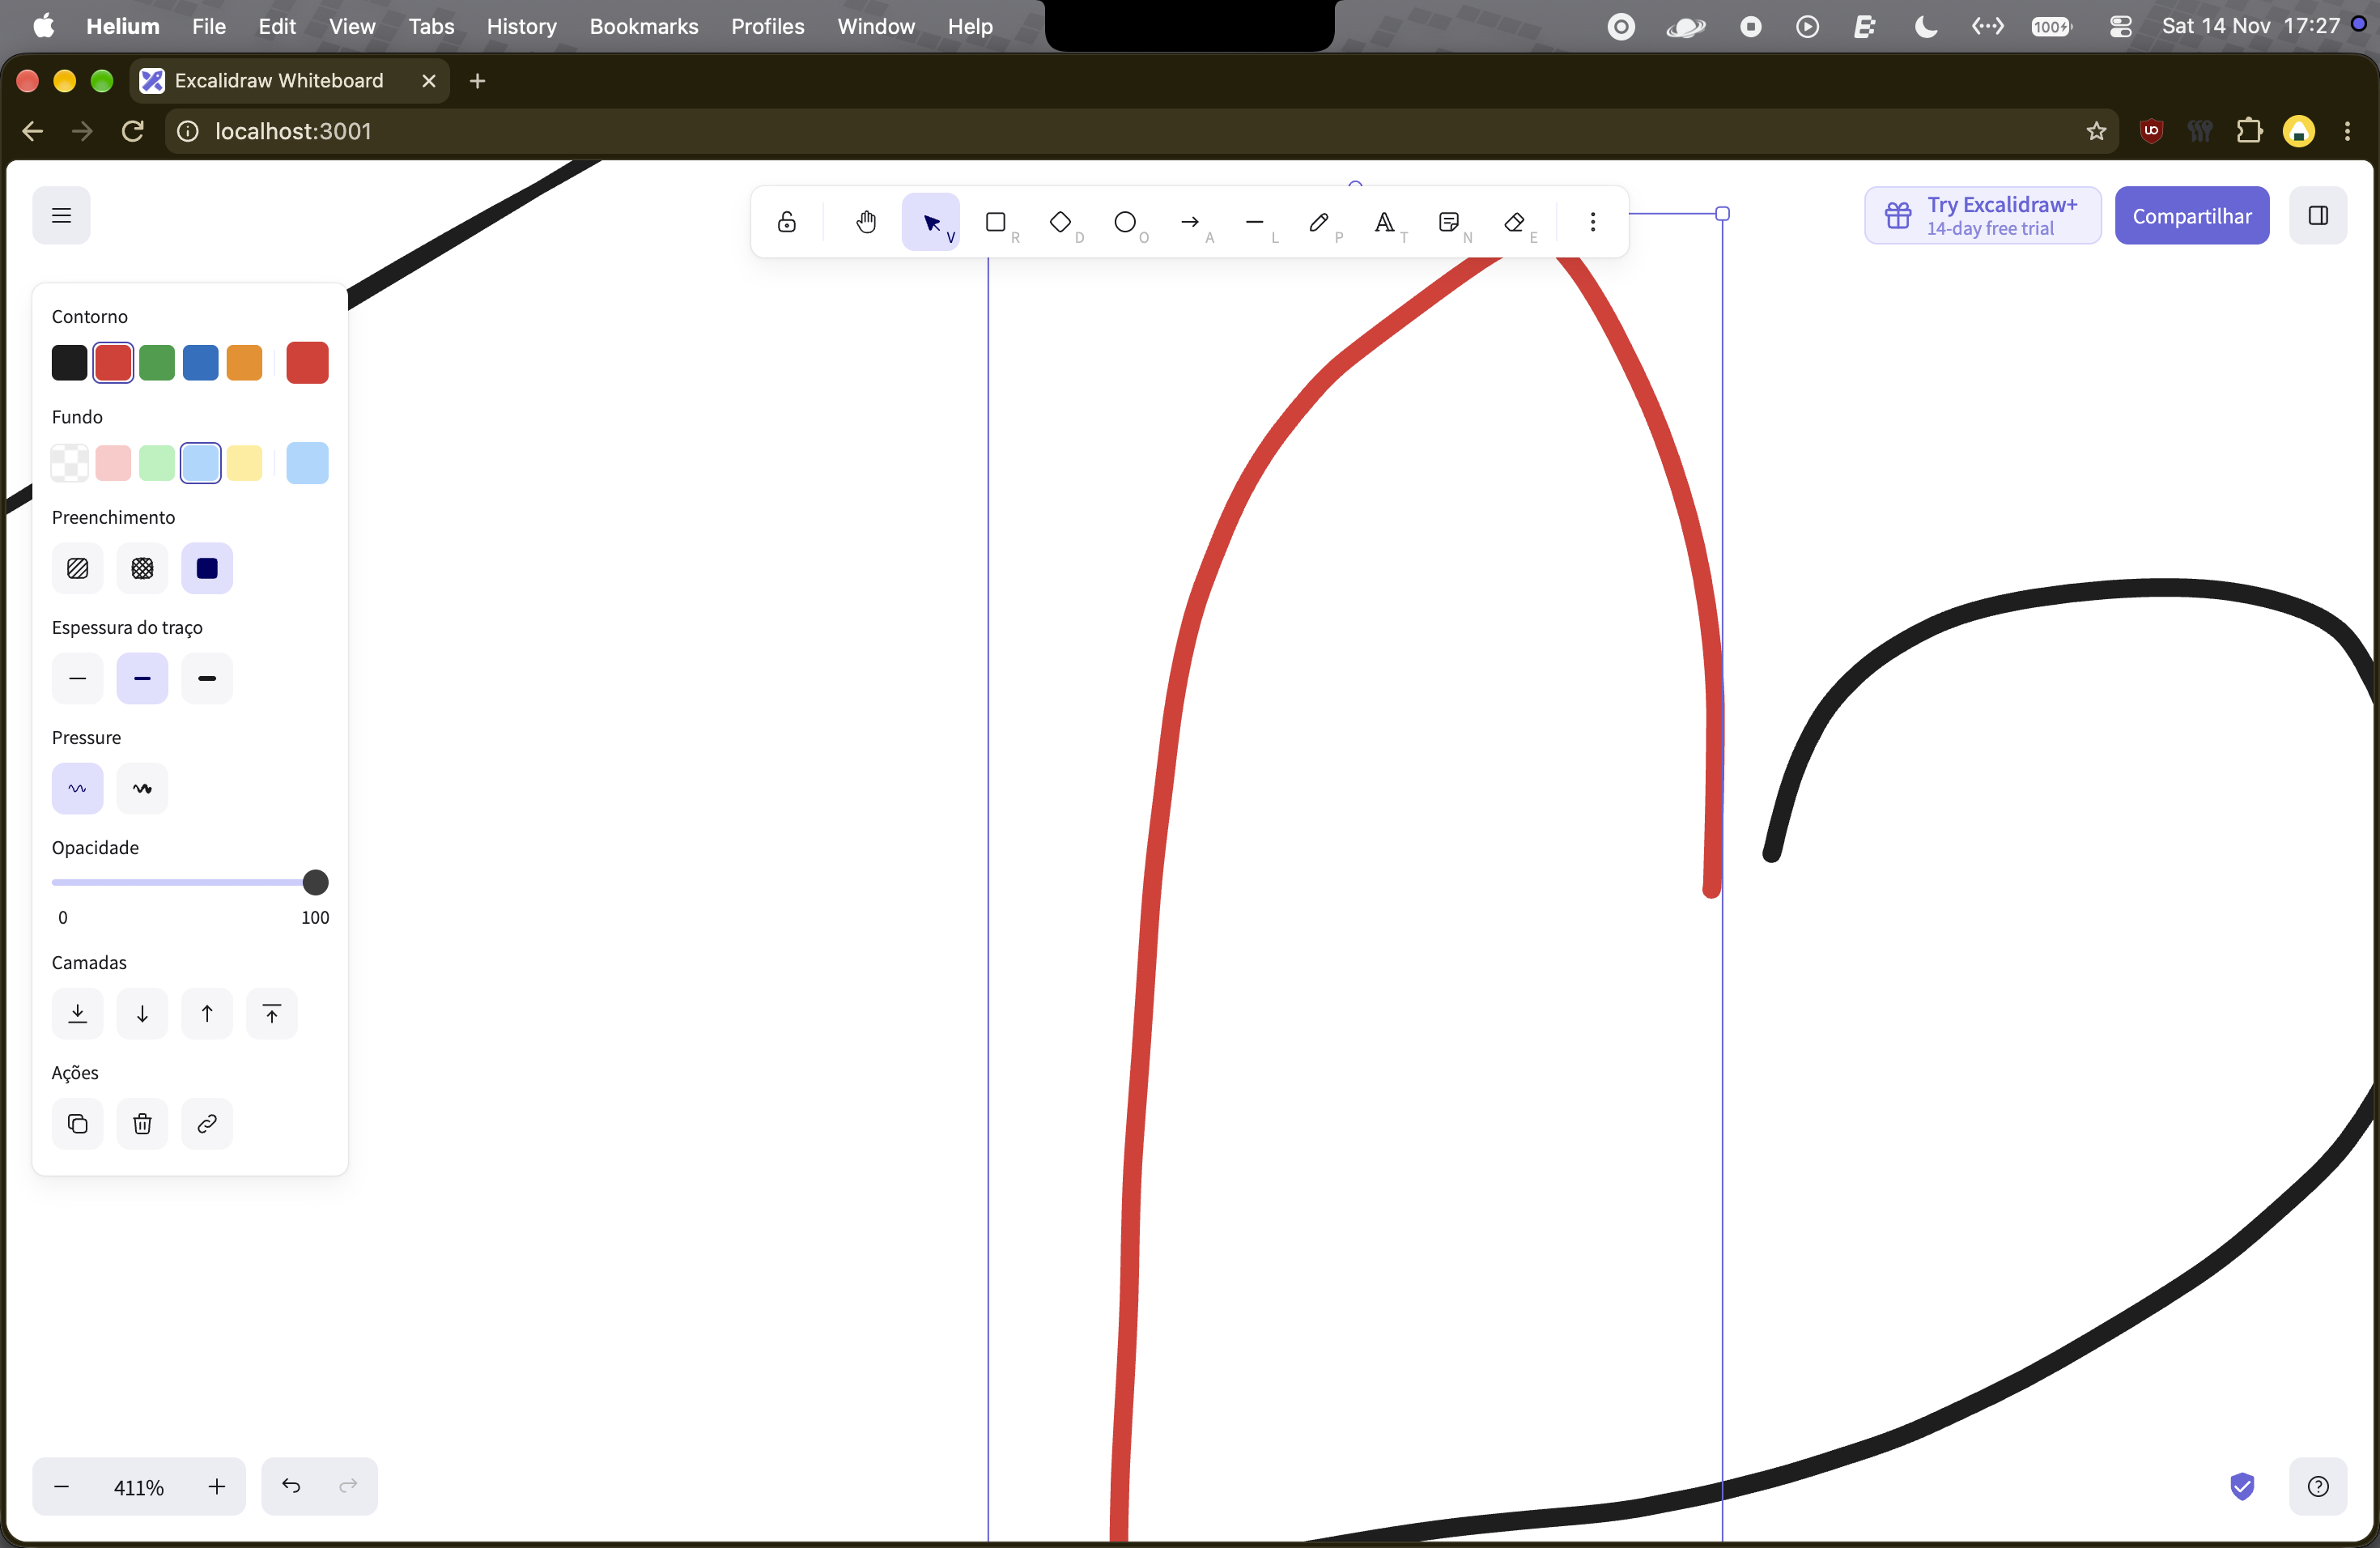 Helium File Edit View Tabs History Bookmarks Profiles Window Help 100 Sat 14 Nov 17:27
Excalidraw Whiteboard
localhost:3001 UO
V R D O A L P T N E
Try Excalidraw+
14-day free trial
Compartilhar
Contorno
Fundo
Preenchimento
Espessura do traço
Pressure
Opacidade
0 100
Camadas
Ações
411%